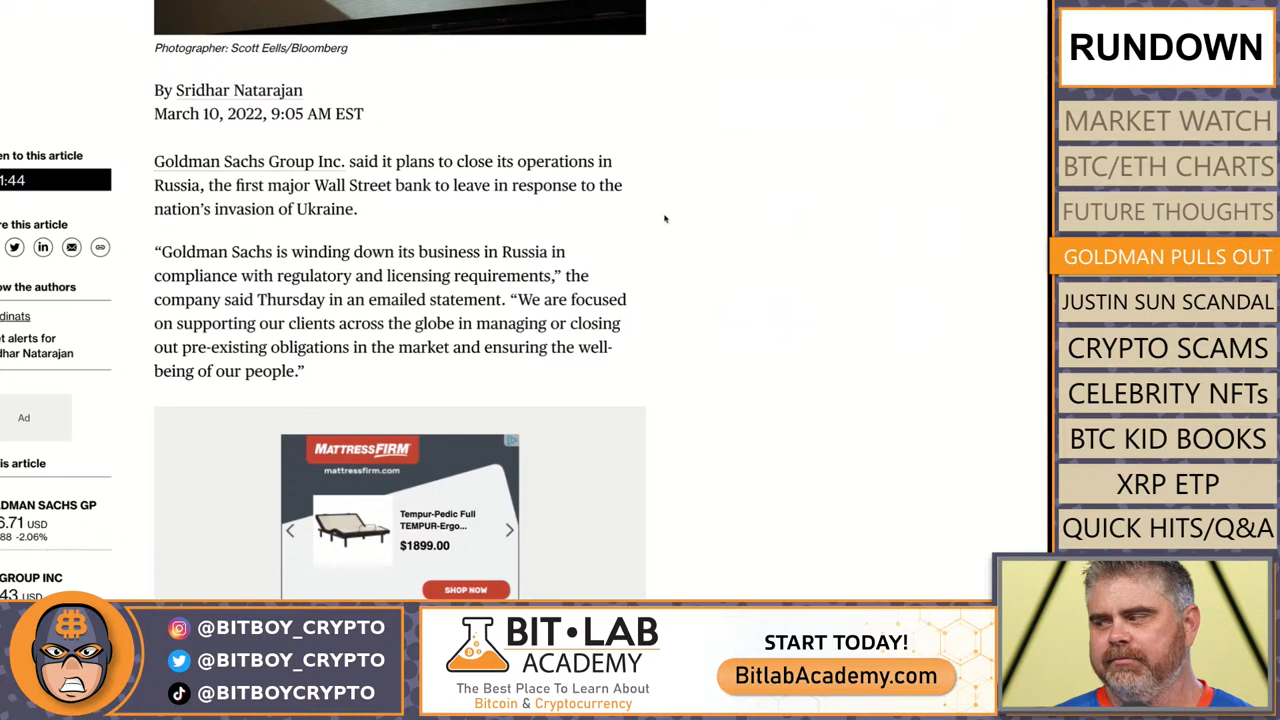 Photographer: Scott Eells/Bloomberg
By Sridhar Natarajan
March 10, 2022, 9:05 AM EST
en to this article
1:44
re this article
ow the authors
dinats
t alerts for
dhar Natarajan
Ad
is article
LDMAN SACHS GP
6.71 USD
88 -2.06%
GROUP INC
43 USD
Goldman Sachs Group Inc. said it plans to close its operations in
Russia, the first major Wall Street bank to leave in response to the
nation's invasion of Ukraine.
“Goldman Sachs is winding down its business in Russia in
compliance with regulatory and licensing requirements,” the
company said Thursday in an emailed statement. “We are focused
on supporting our clients across the globe in managing or closing
out pre-existing obligations in the market and ensuring the well-
being of our people.”
MATTRESSFIRM
mattressfirm.com
Tempur-Pedic Full
TEMPUR-Ergo...
$1899.00
SHOP NOW
RUNDOWN
MARKET WATCH
BTC/ETH CHARTS
FUTURE THOUGHTS
GOLDMAN PULLS OUT
JUSTIN SUN SCANDAL
CRYPTO SCAMS
CELEBRITY NFTs
BTC KID BOOKS
XRP ETP
QUICK HITS/Q&A
@BITBOY_CRYPTO
@BITBOY_CRYPTO
@BITBOYCRYPTO
BIT•LAB
ACADEMY
The Best Place To Learn About
Bitcoin & Cryptocurrency
START TODAY!
BitlabAcademy.com